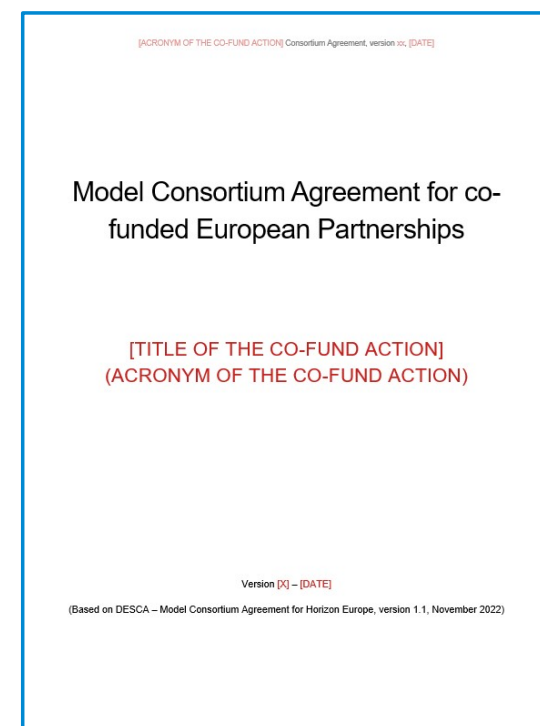 [ACRONYM OF THE CO-FUND ACTION] Consortium Agreement, version xx, [DATE]
Model Consortium Agreement for co-
funded European Partnerships
[TITLE OF THE CO-FUND ACTION]
(ACRONYM OF THE CO-FUND ACTION)
Version [X] – [DATE]
(Based on DESCA – Model Consortium Agreement for Horizon Europe, version 1.1, November 2022)